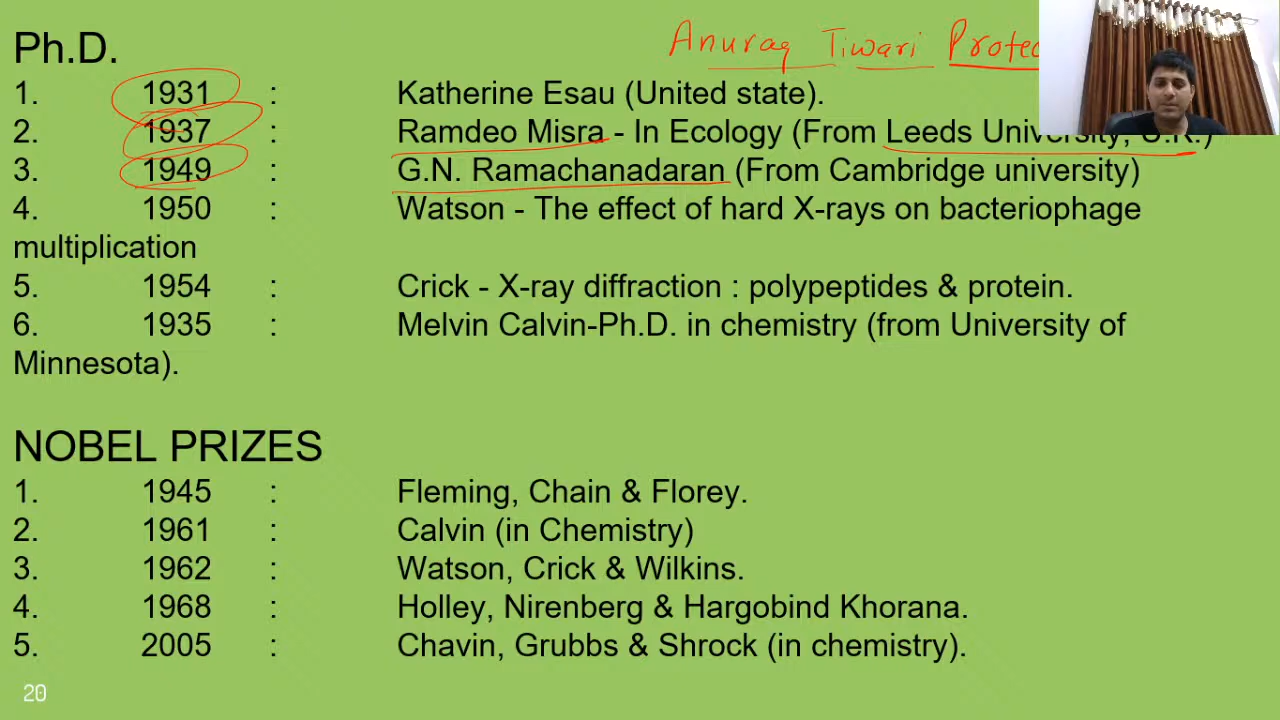 Anurag Tiwari
Ph.D.
1. 1931 : Katherine Esau (United state).
2. 1937 : Ramdeo Misra - In Ecology (From Leeds University, U.K.)
3. 1949 : G.N. Ramachanadaran (From Cambridge university)
4. 1950 : Watson - The effect of hard X-rays on bacteriophage
multiplication
5. 1954 : Crick - X-ray diffraction : polypeptides & protein.
6. 1935 : Melvin Calvin-Ph.D. in chemistry (from University of
Minnesota).
NOBEL PRIZES
1. 1945 : Fleming, Chain & Florey.
2. 1961 : Calvin (in Chemistry)
3. 1962 : Watson, Crick & Wilkins.
4. 1968 : Holley, Nirenberg & Hargobind Khorana.
5. 2005 : Chavin, Grubbs & Shrock (in chemistry).
20